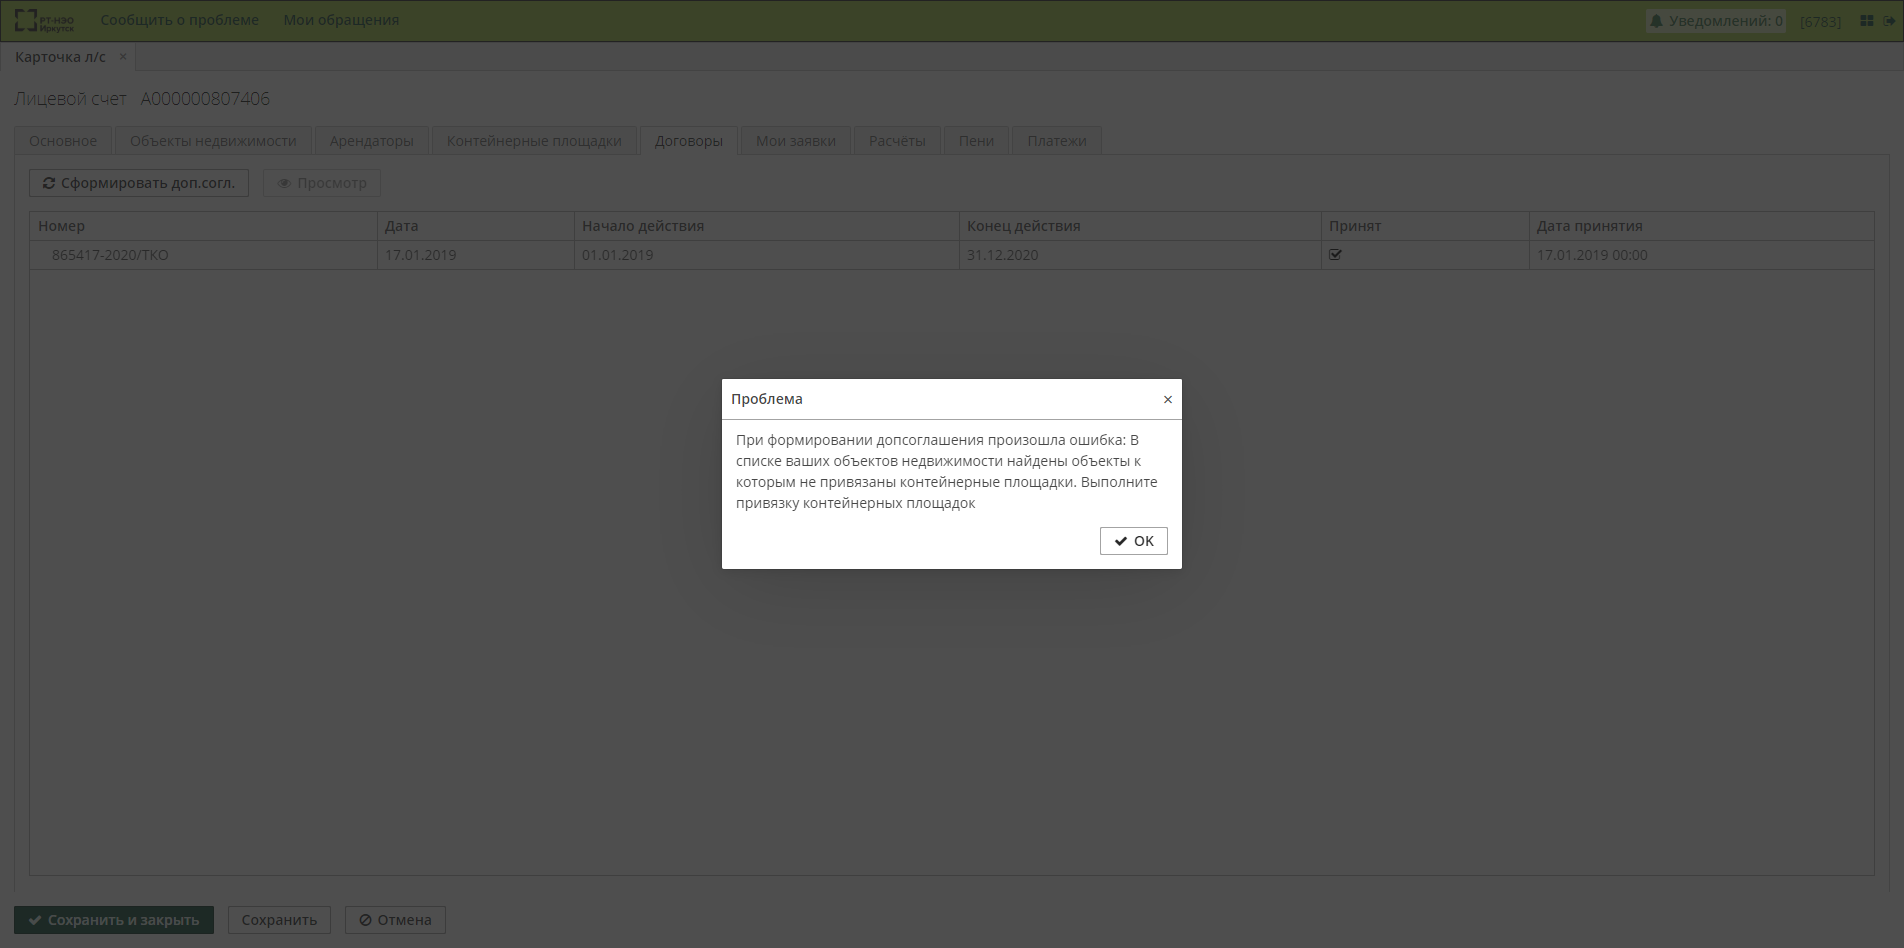 РТ-НЭО Иркутск
Сообщить о проблеме Мои обращения Уведомлений: 0 [6783]
Карточка л/с ×
Лицевой счет A000000807406
Основное Объекты недвижимости Арендаторы Контейнерные площадки Договоры Мои заявки Расчёты Пени Платежи
Сформировать доп.согл. Просмотр
Номер Дата Начало действия Конец действия Принят Дата принятия
865417-2020/ТКО 17.01.2019 01.01.2019 31.12.2020 17.01.2019 00:00
Проблема ×
При формировании допсоглашения произошла ошибка: В
списке ваших объектов недвижимости найдены объекты к
которым не привязаны контейнерные площадки. Выполните
привязку контейнерных площадок
OK
Сохранить и закрыть Сохранить Отмена